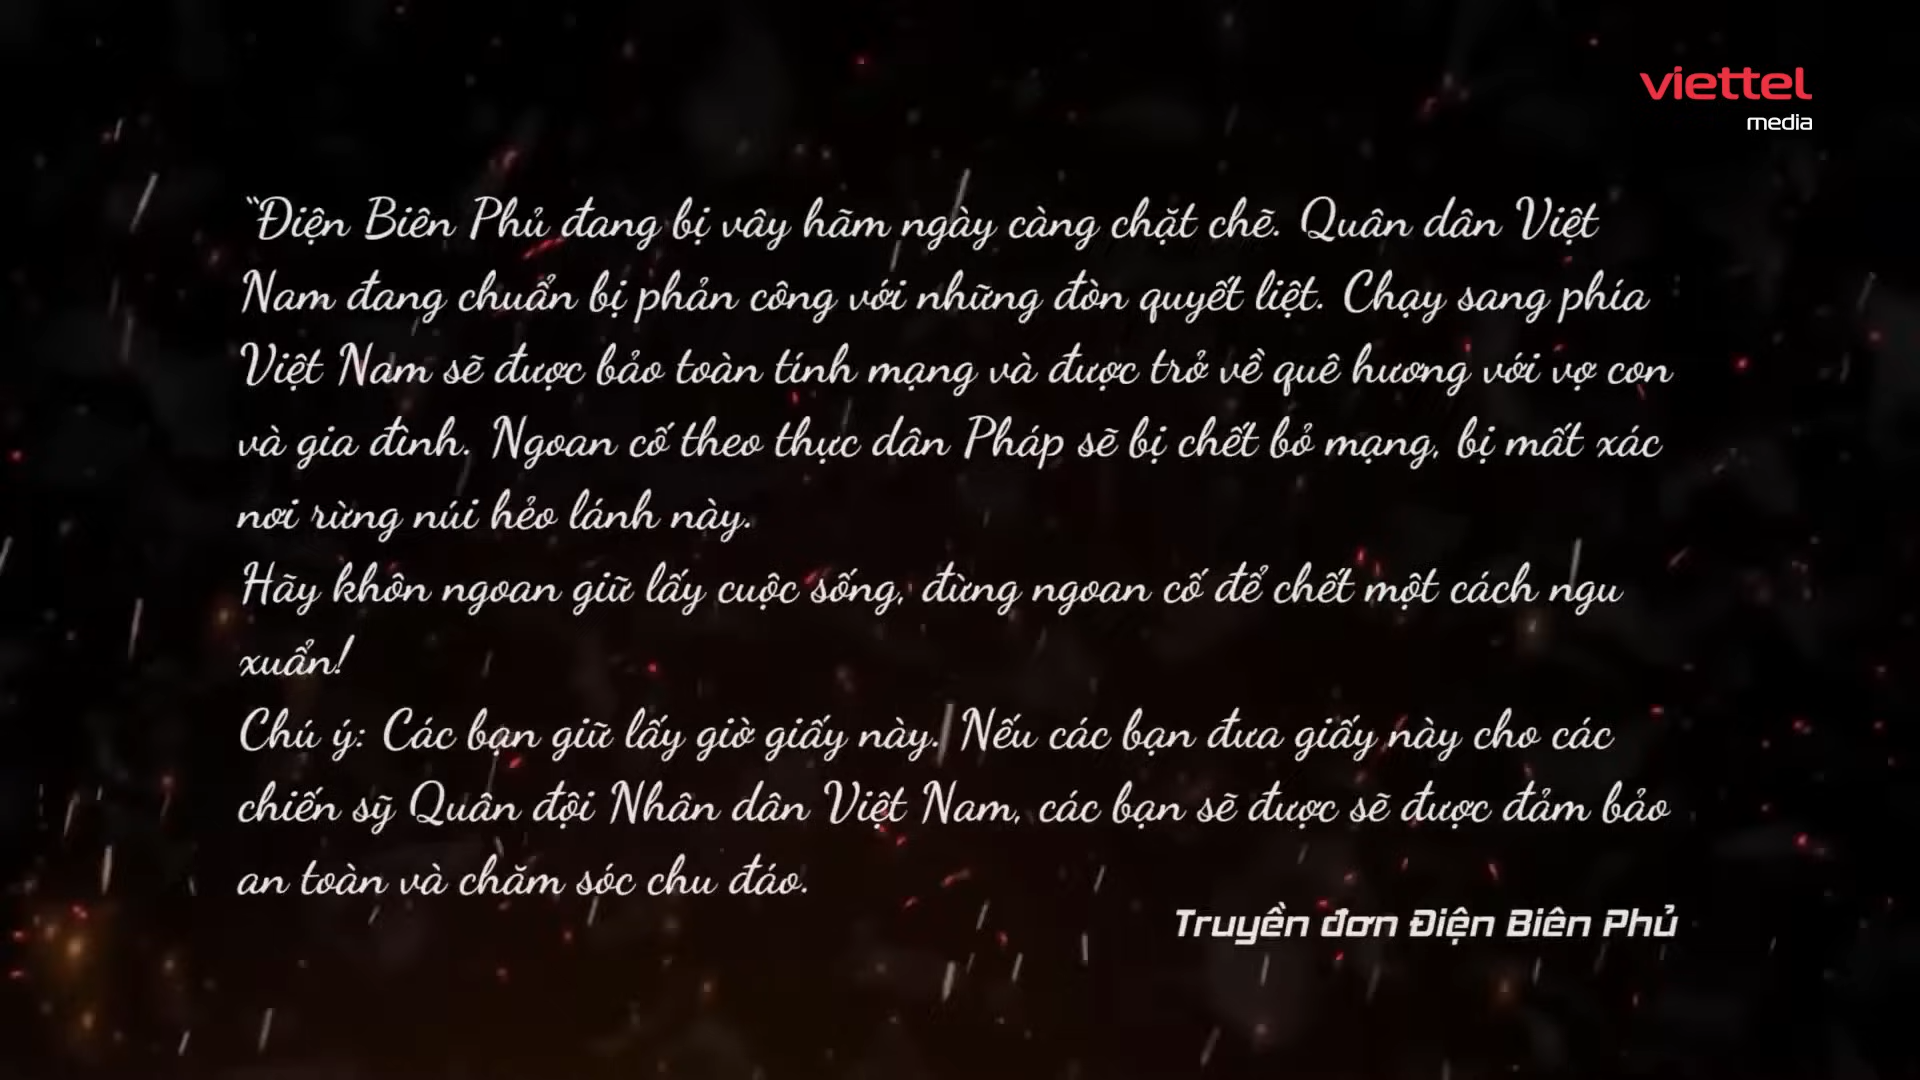 viettel
media
“Điện Biên Phủ đang bị vây hãm ngày càng chặt chẽ. Quân dân Việt
Nam đang chuẩn bị phản công với những đòn quyết liệt. Chạy sang phía
Việt Nam sẽ được bảo toàn tính mạng và được trở về quê hương với vợ con
và gia đình. Ngoan cố theo thực dân Pháp sẽ bị chết bỏ mạng, bị mất xác
nơi rừng núi hẻo lánh này.
Hãy khôn ngoan giữ lấy cuộc sống, đừng ngoan cố để chết một cách ngu
xuẩn!
Chú ý: Các bạn giữ lấy giờ giấy này. Nếu các bạn đưa giấy này cho các
chiến sỹ Quân đội Nhân dân Việt Nam, các bạn sẽ được sẽ được đảm bảo
an toàn và chăm sóc chu đáo.
Truyền đơn Điện Biên Phủ